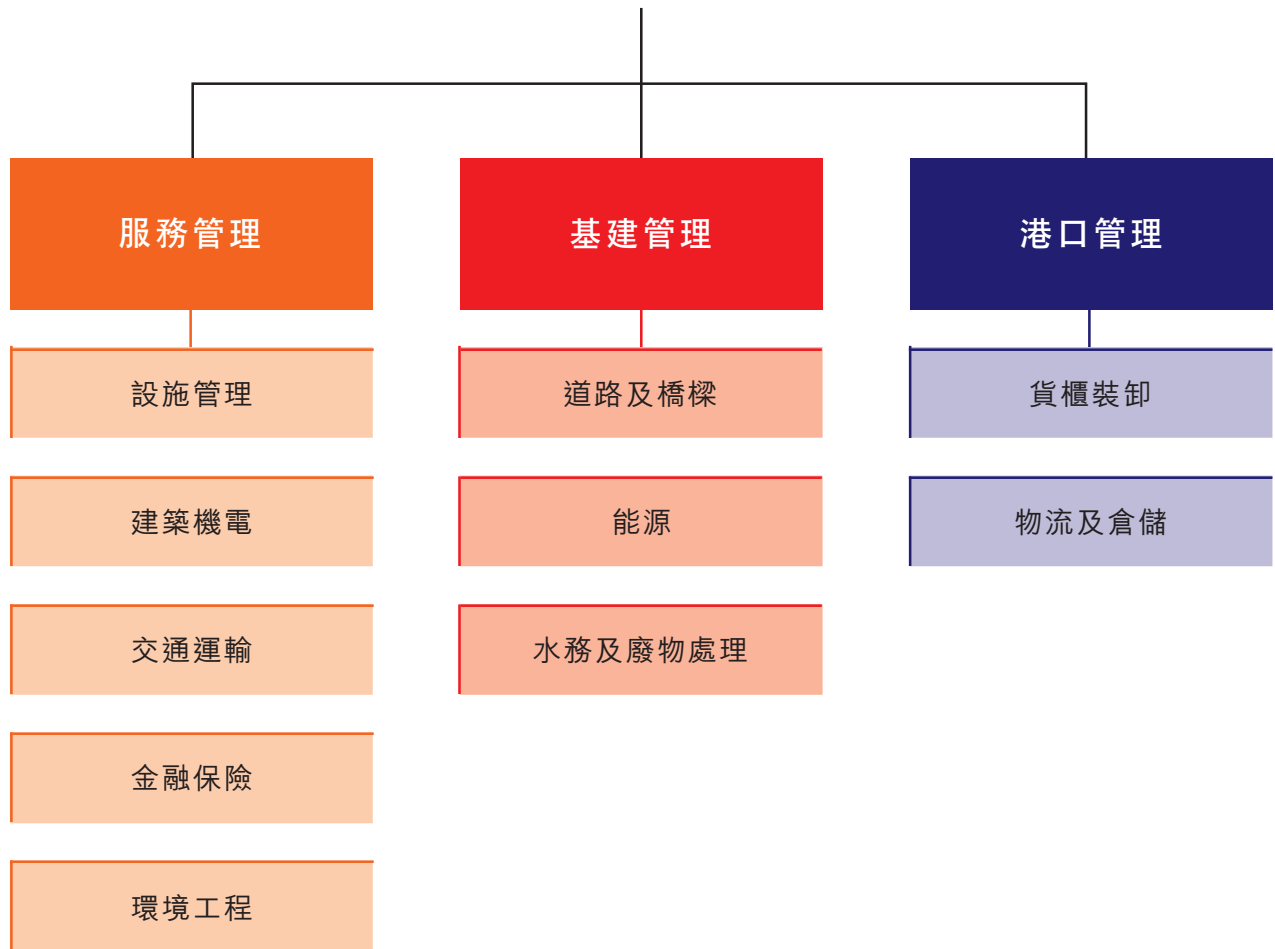 服務管理
設施管理
建築機電
交通運輸
金融保險
環境工程
基建管理
道路及橋樑
能源
水務及廢物處理
港口管理
貨櫃裝卸
物流及倉儲